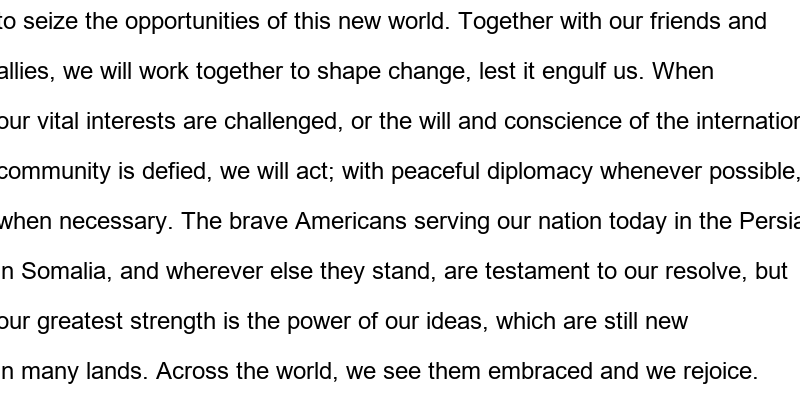 to seize the opportunities of this new world. Together with our friends and
allies, we will work together to shape change, lest it engulf us. When
our vital interests are challenged, or the will and conscience of the
community is defied, we will act; with peaceful diplomacy whenever possible,
when necessary. The brave Americans serving our nation today in the
in Somalia, and wherever else they stand, are testament to our resolve, but
our greatest strength is the power of our ideas, which are still new
in many lands. Across the world, we see them embraced and we rejoice.